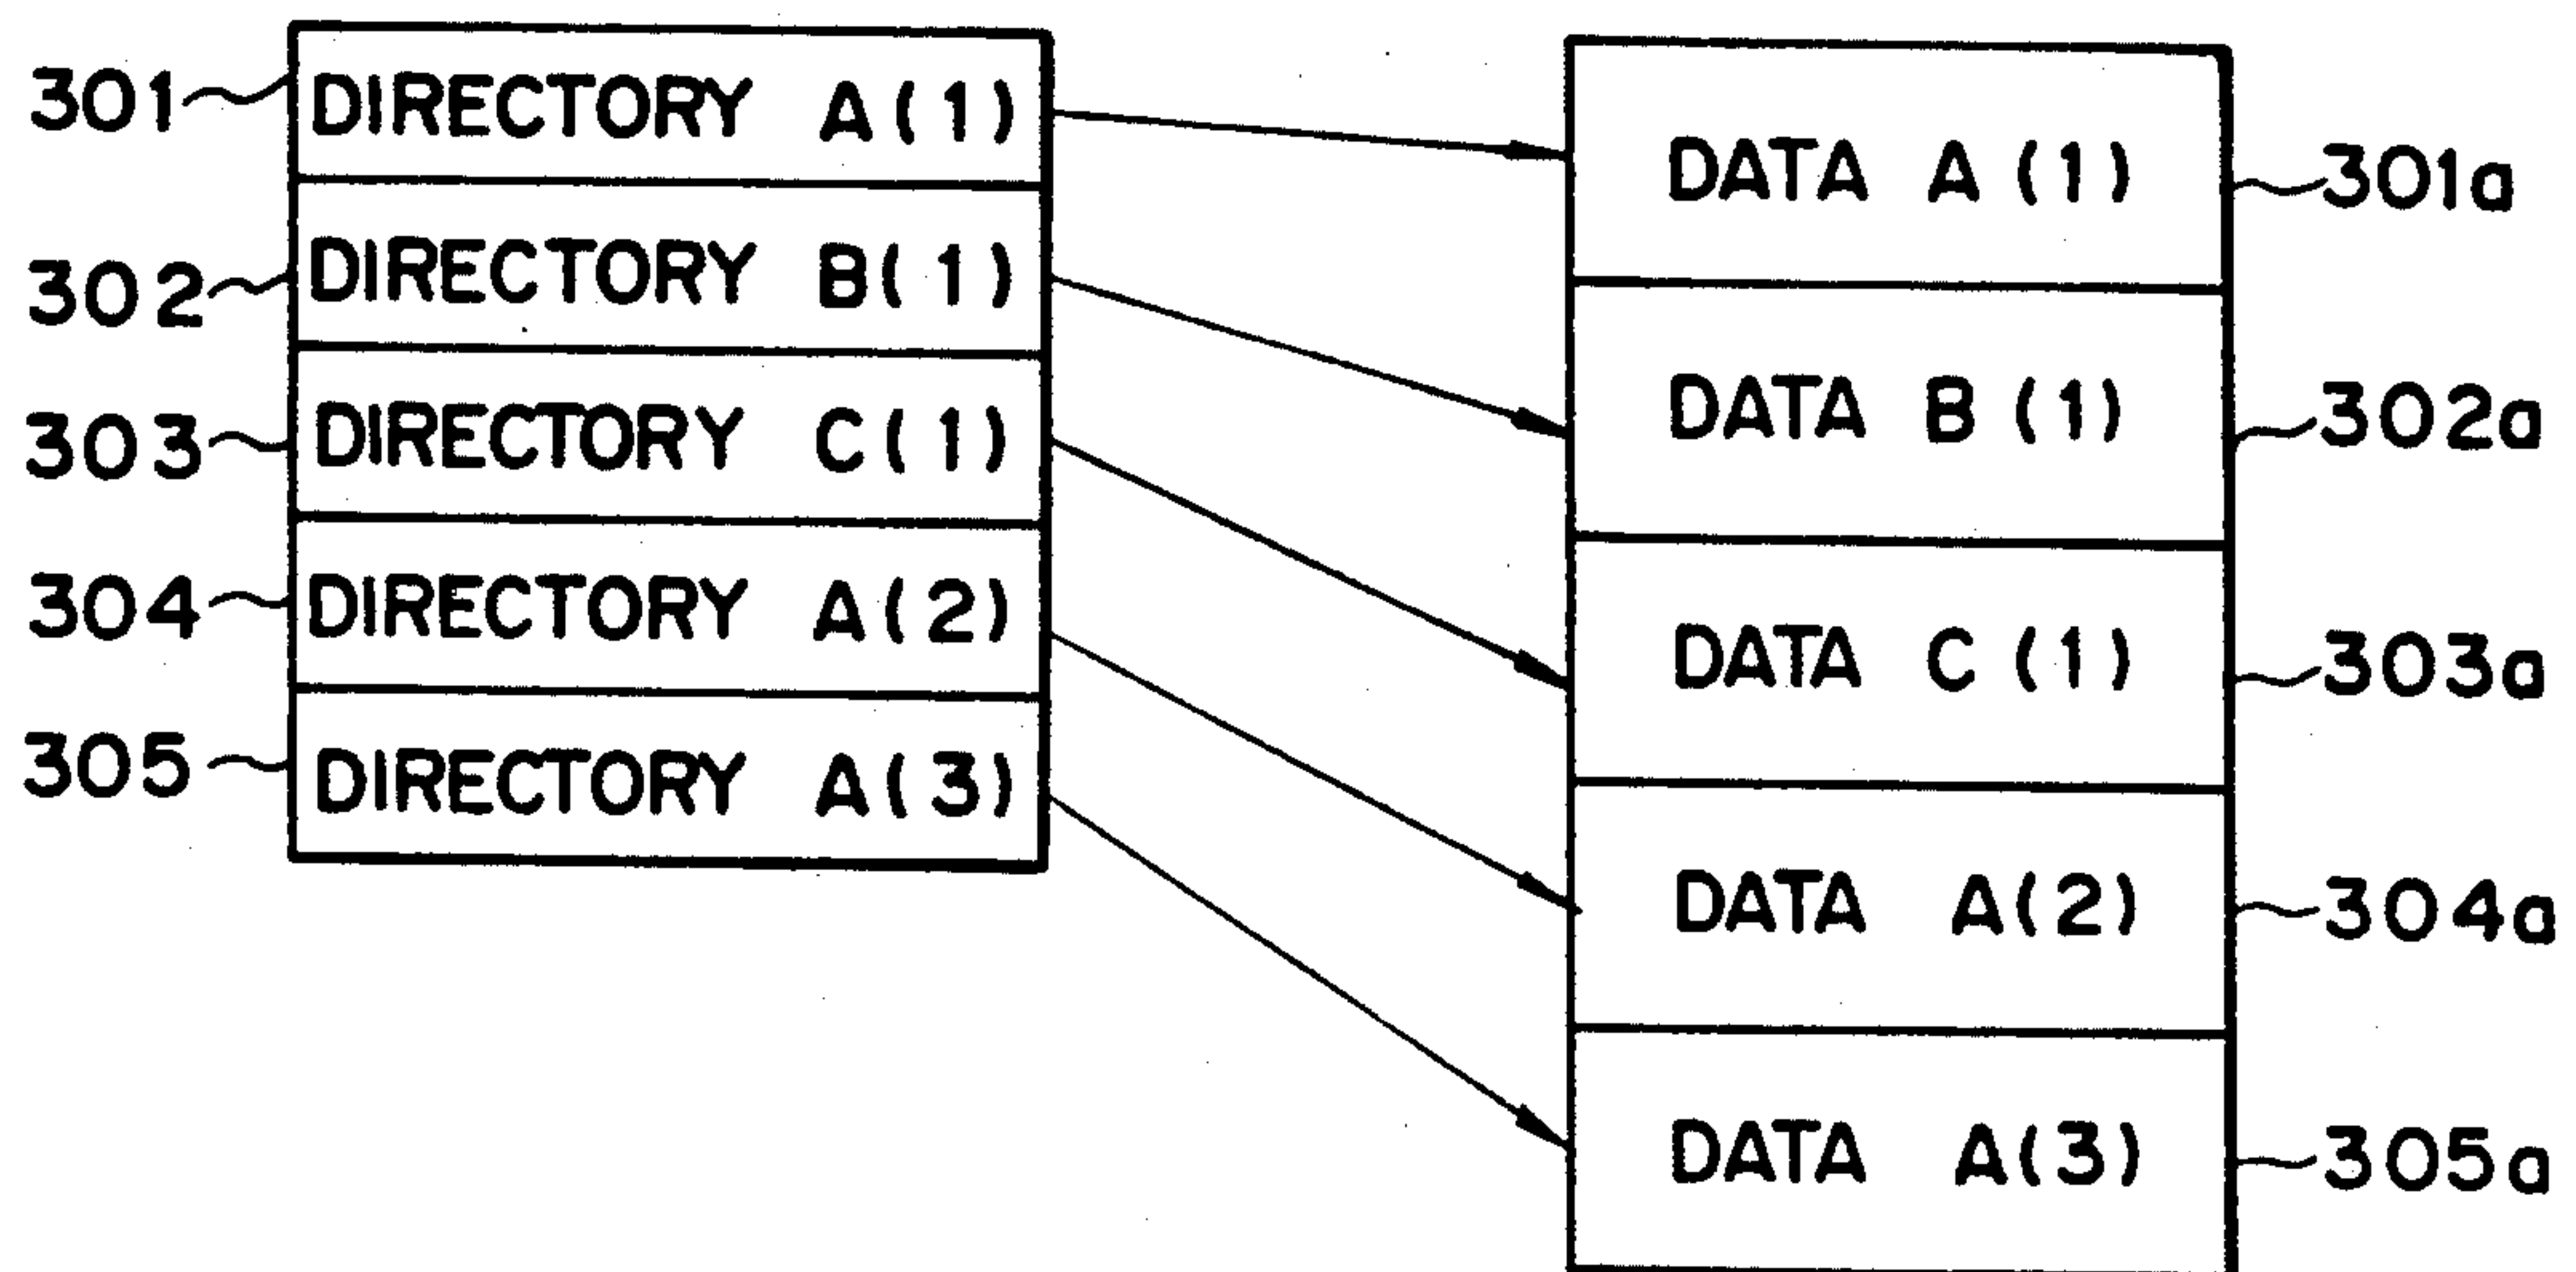 301 DIRECTORY A(1)
302 DIRECTORY B(1)
303 DIRECTORY C(1)
304 DIRECTORY A(2)
305 DIRECTORY A(3)
DATA A (1) 301a
DATA B (1) 302a
DATA C (1) 303a
DATA A(2) 304a
DATA A(3) 305a